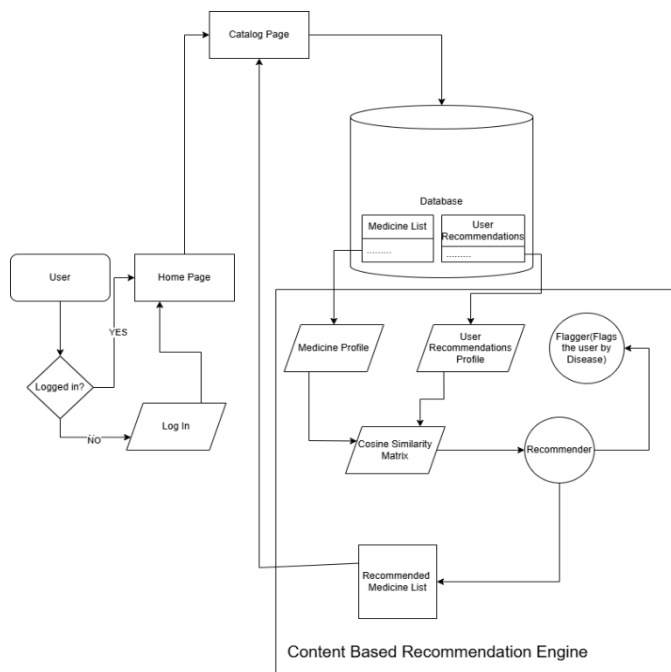 Catalog Page
Database
Medicine List
User
Recommendations
.........
.........
User
Home Page
YES
Logged in?
NO
Log In
Medicine Profile
User
Recommendations
Profile
Flagger(Flags
the user by
Disease)
Cosine Similarity
Matrix
Recommender
Recommended
Medicine List
Content Based Recommendation Engine